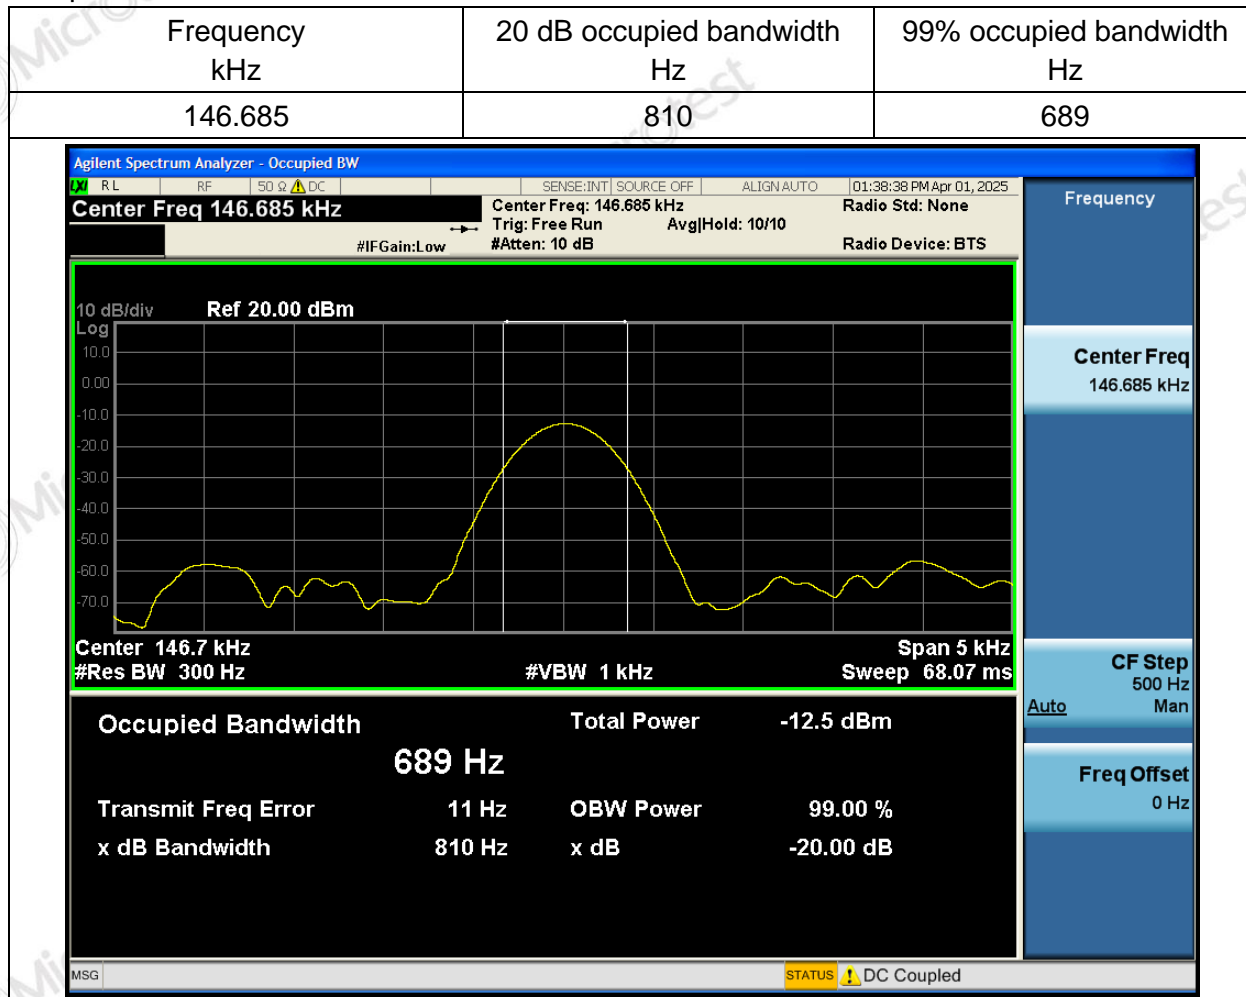 Frequency
kHz
20 dB occupied bandwidth
Hz
99% occupied bandwidth
Hz
146.685
810
689
Agilent Spectrum Analyzer - Occupied BW
LXI RL RF 50 Ω DC SENSE:INT SOURCE OFF ALIGN AUTO 01:38:38 PM Apr 01, 2025
Center Freq 146.685 kHz
Center Freq: 146.685 kHz
Radio Std: None
Trig: Free Run
Avg|Hold: 10/10
#IFGain:Low
#Atten: 10 dB
Radio Device: BTS
Frequency
10 dB/div
Ref 20.00 dBm
Log
10.0
0.00
-10.0
-20.0
-30.0
-40.0
-50.0
-60.0
-70.0
Center 146.7 kHz
Span 5 kHz
#Res BW 300 Hz
#VBW 1 kHz
Sweep 68.07 ms
Center Freq
146.685 kHz
CF Step
500 Hz
Auto Man
Freq Offset
0 Hz
Occupied Bandwidth
689 Hz
Total Power -12.5 dBm
Transmit Freq Error 11 Hz
OBW Power 99.00 %
x dB Bandwidth 810 Hz
x dB -20.00 dB
MSG
STATUS
DC Coupled